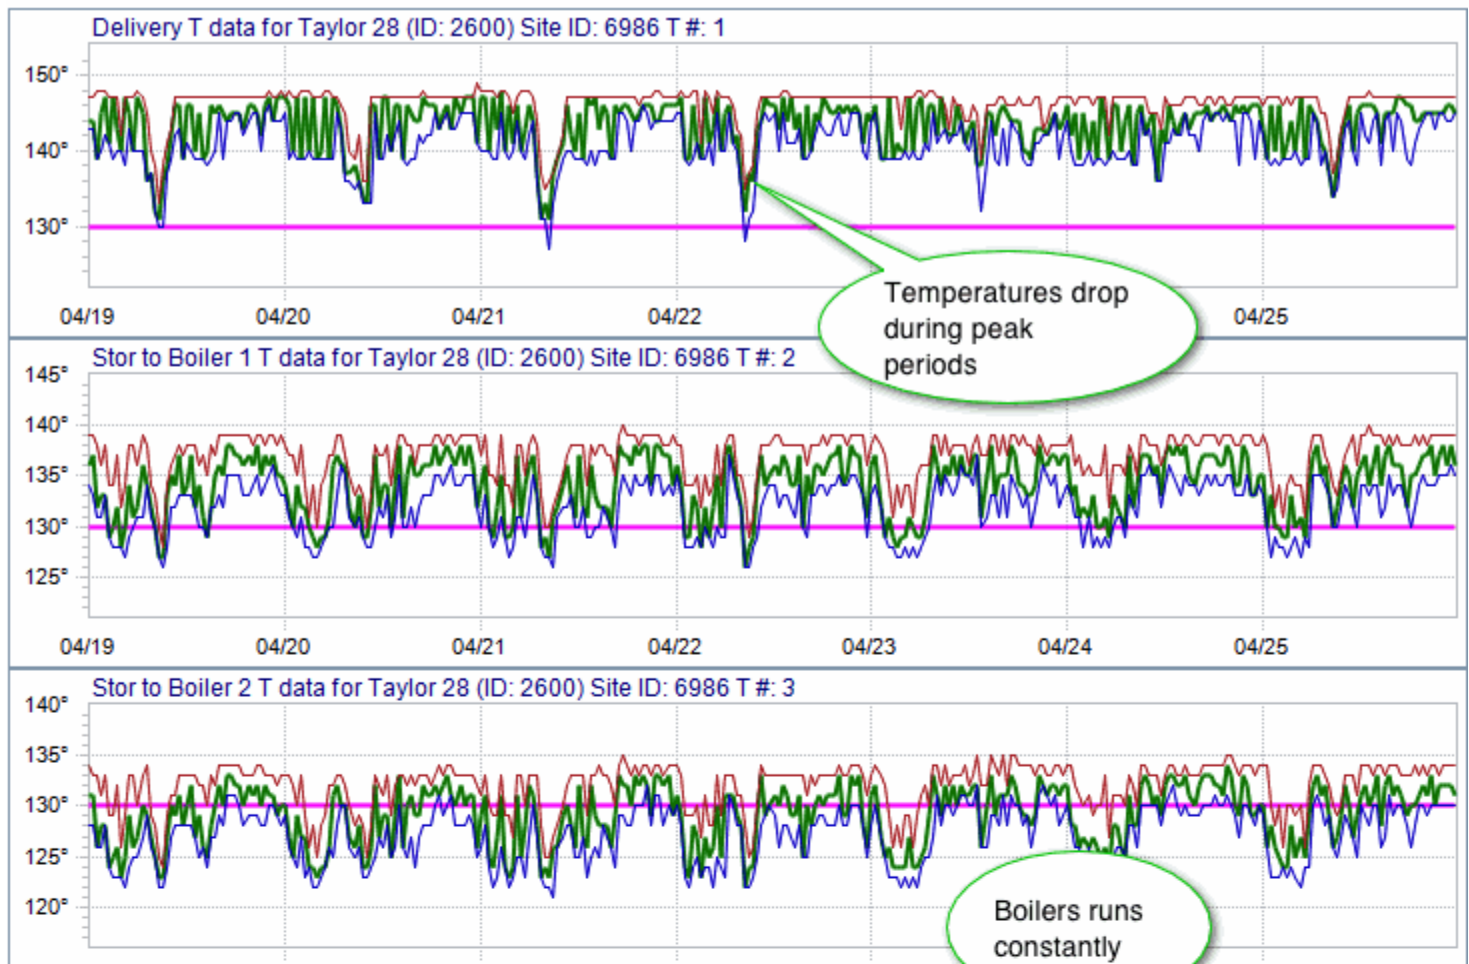 Delivery T data for Taylor 28 (ID: 2600) Site ID: 6986 T #: 1
150°
140°
130°
04/19 04/20 04/21 04/22 04/25
Temperatures drop
during peak
periods
Stor to Boiler 1 T data for Taylor 28 (ID: 2600) Site ID: 6986 T #: 2
145°
140°
135°
130°
125°
04/19 04/20 04/21 04/22 04/23 04/24 04/25
Stor to Boiler 2 T data for Taylor 28 (ID: 2600) Site ID: 6986 T #: 3
140°
135°
130°
125°
120°
Boilers runs
constantly